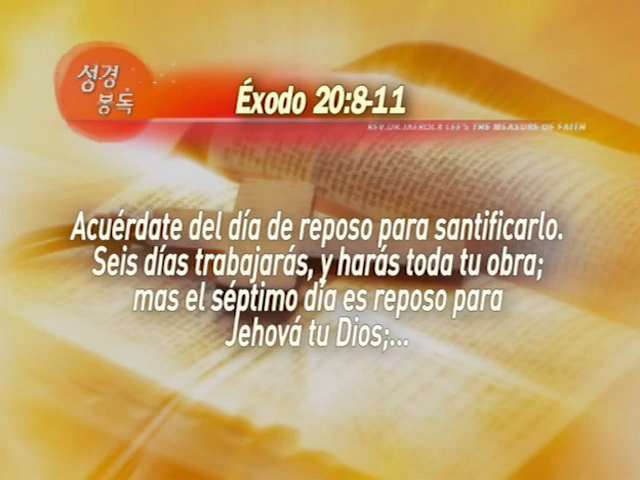 성경
봉독
Éxodo 20:8-11
REV.DR.JAEROCK LEE'S THE MEASURE OF FAITH
Acuérdate del día de reposo para santificarlo.
Seis días trabajarás, y harás toda tu obra;
mas el séptimo día es reposo para
Jehová tu Dios;...